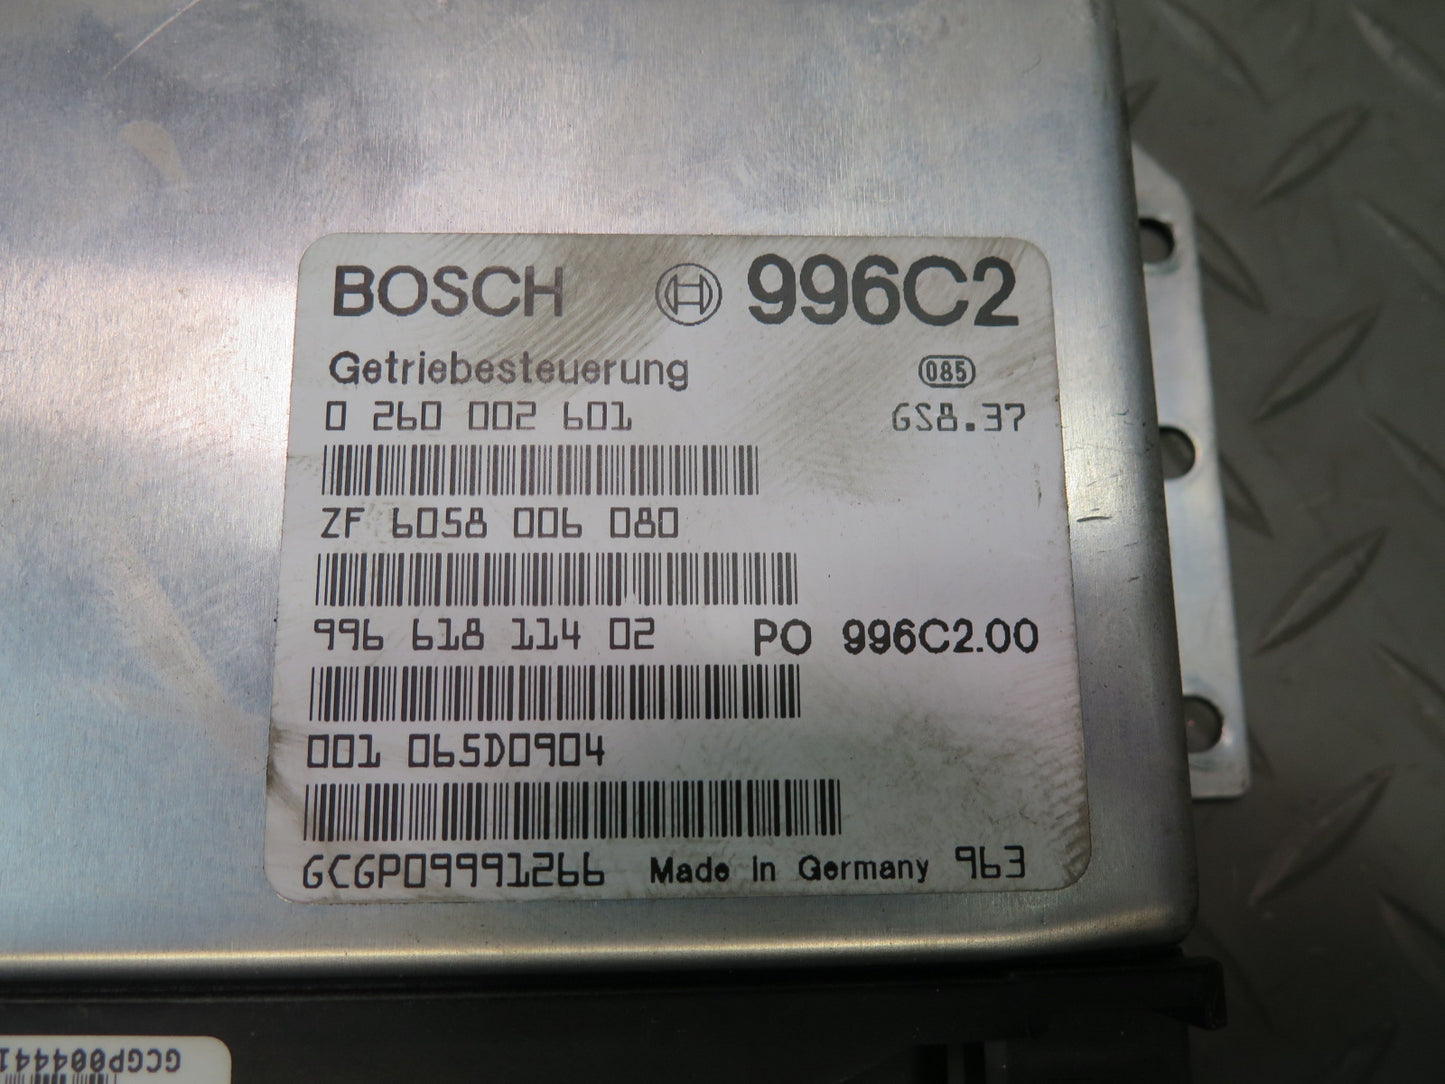 BOSCH 996C2
Getriebesteuerung 085
0 260 002 601 GS8.37
ZF 6058 006 080
996 618 114 02 PO 996C2.00
001 065D0904
GCGP09991266 Made in Germany 963